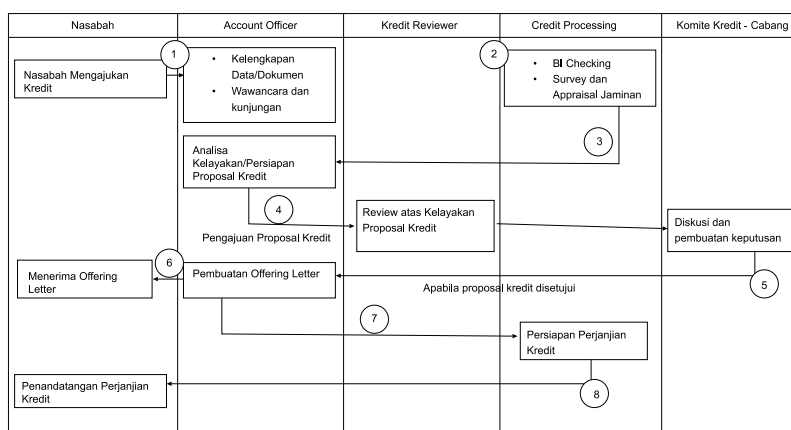 Nasabah
Account Officer
Kredit Reviewer
Credit Processing
Komite Kredit - Cabang
1
2
Nasabah Mengajukan
Kredit
• Kelengkapan
Data/Dokumen
• Wawancara dan
kunjungan
• BI Checking
• Survey dan
Appraisal Jaminan
3
Analisa
Kelayakan/Persiapan
Proposal Kredit
4
Pengajuan Proposal Kredit
Review atas Kelayakan
Proposal Kredit
Diskusi dan
pembuatan keputusan
5
Apabila proposal kredit disetujui
Pembuatan Offering Letter
6
Menerima Offering
Letter
7
Persiapan Perjanjian
Kredit
8
Penandatangan Perjanjian
Kredit